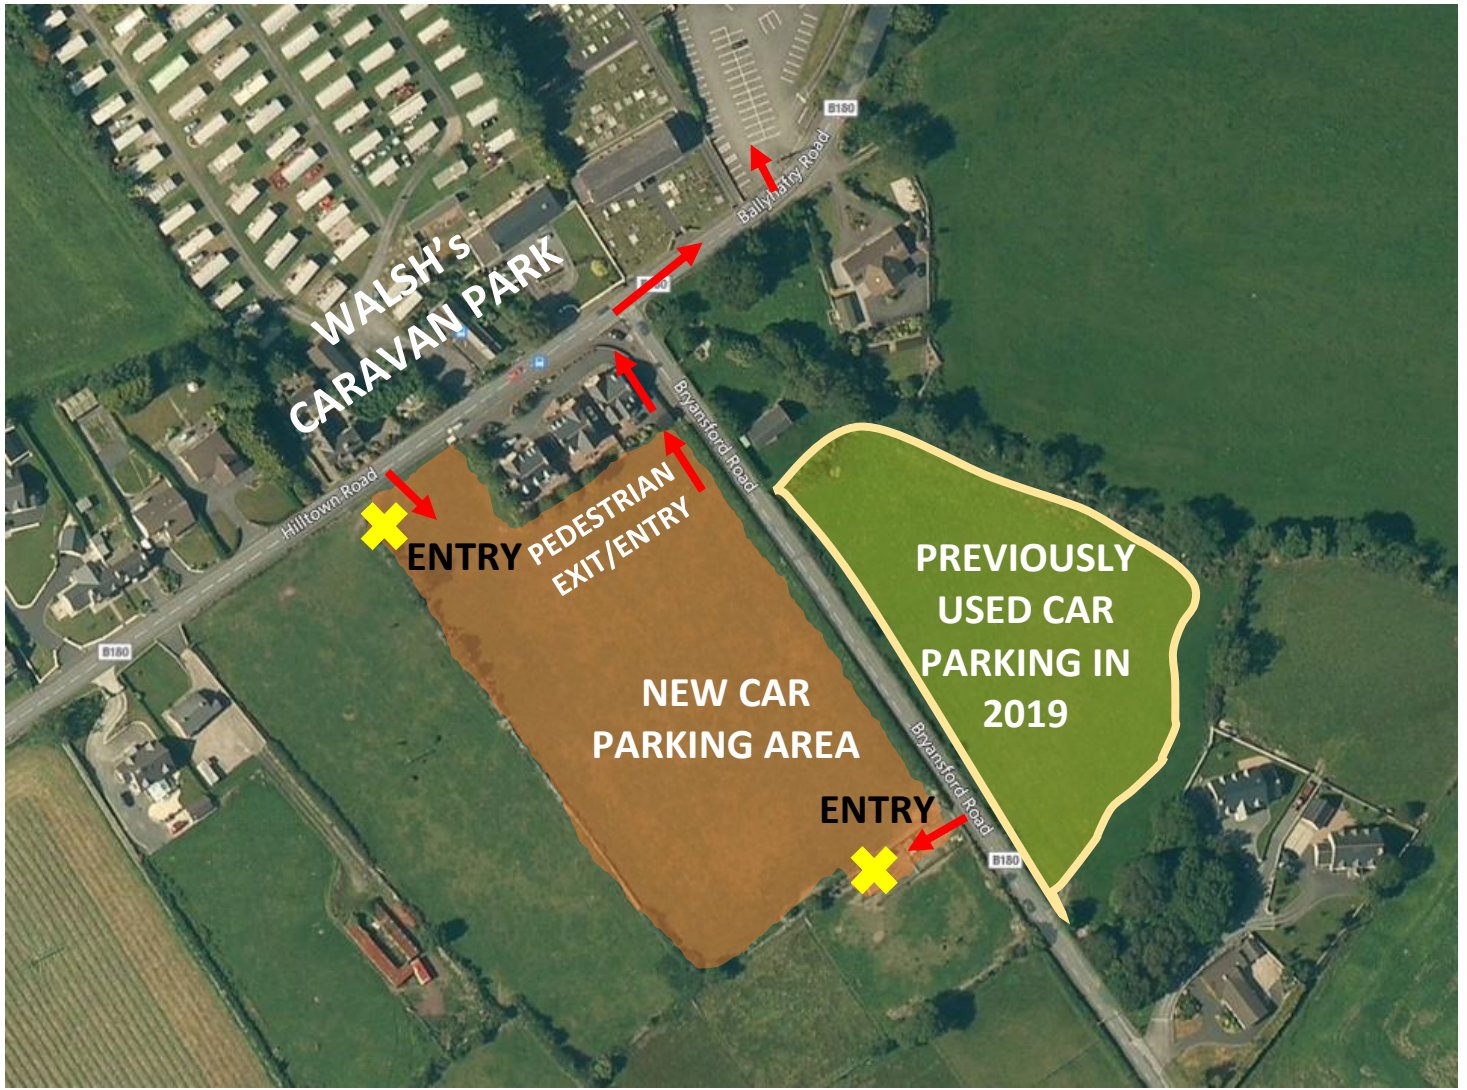 B180
Ballyhafry Road
WALSH's
CARAVAN PARK
Bryansford Road
Hilltown Road
ENTRY
PEDESTRIAN
EXIT/ENTRY
PREVIOUSLY
USED CAR
PARKING IN
2019
B180
NEW CAR
PARKING AREA
Bryansford Road
ENTRY
B180